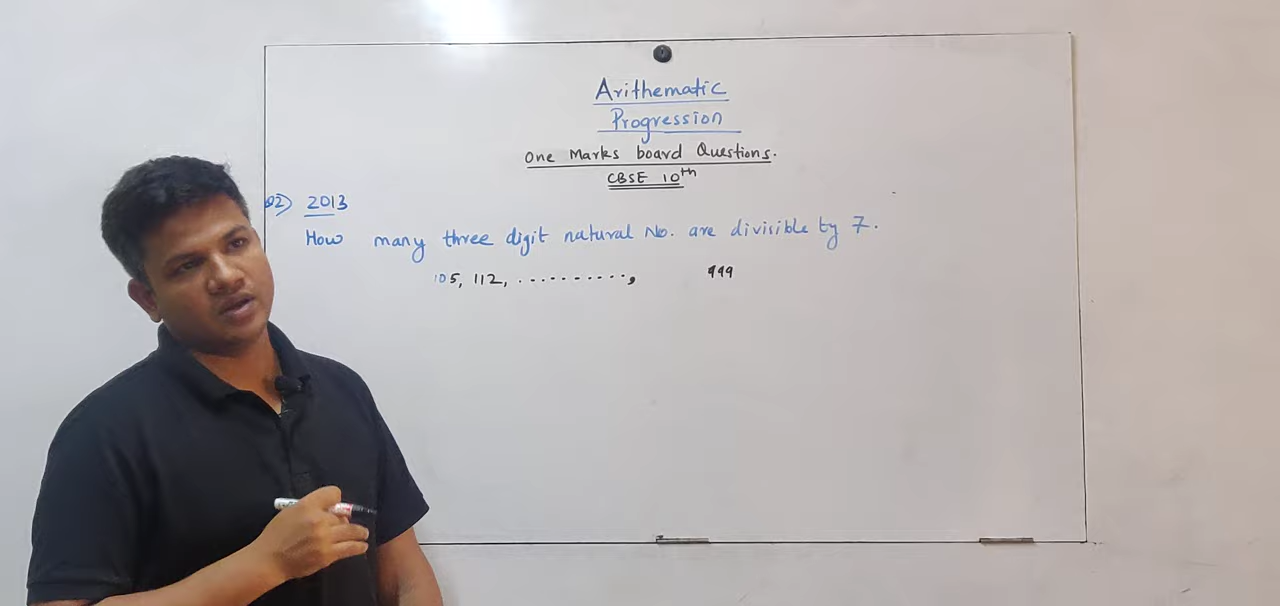 Arithematic
Progression
One Marks board Questions.
CBSE 10th
02) 2013
How many three digit natural No. are divisible by 7.
105, 112, ..........., 999